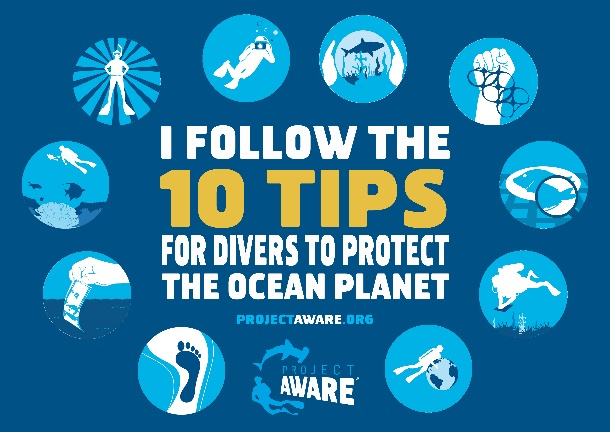 I FOLLOW THE
10 TIPS
FOR DIVERS TO PROTECT
THE OCEAN PLANET
PROJECTAWARE.ORG
PROJECT
AWARE